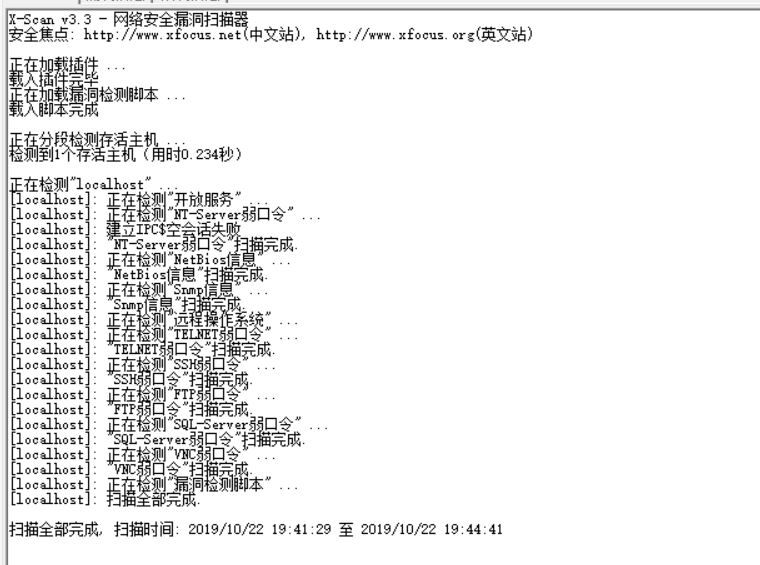 X-Scan v3.3 - 网络安全漏洞扫描器
安全焦点: http://www.xfocus.net(中文站), http://www.xfocus.org(英文站)
正在加载插件 ...
载入插件完毕
正在加载漏洞检测脚本 ...
载入脚本完成
正在分段检测存活主机 ...
检测到1个存活主机 (用时0.234秒)
正在检测"localhost" ...
[localhost]: 正在检测"开放服务" ...
[localhost]: 正在检测"NT-Server弱口令" ...
[localhost]: 建立IPC$空会话失败
[localhost]: "NT-Server弱口令"扫描完成.
[localhost]: 正在检测"NetBios信息" ...
[localhost]: "NetBios信息"扫描完成.
[localhost]: 正在检测"Snmp信息" ...
[localhost]: "Snmp信息"扫描完成.
[localhost]: 正在检测"远程操作系统" ...
[localhost]: 正在检测"TELNET弱口令" ...
[localhost]: "TELNET弱口令"扫描完成.
[localhost]: 正在检测"SSH弱口令" ...
[localhost]: "SSH弱口令"扫描完成.
[localhost]: 正在检测"FTP弱口令" ...
[localhost]: "FTP弱口令"扫描完成.
[localhost]: 正在检测"SQL-Server弱口令" ...
[localhost]: "SQL-Server弱口令"扫描完成.
[localhost]: 正在检测"VNC弱口令" ...
[localhost]: "VNC弱口令"扫描完成.
[localhost]: 正在检测"漏洞检测脚本" ...
[localhost]: 扫描全部完成.
扫描全部完成, 扫描时间: 2019/10/22 19:41:29 至 2019/10/22 19:44:41